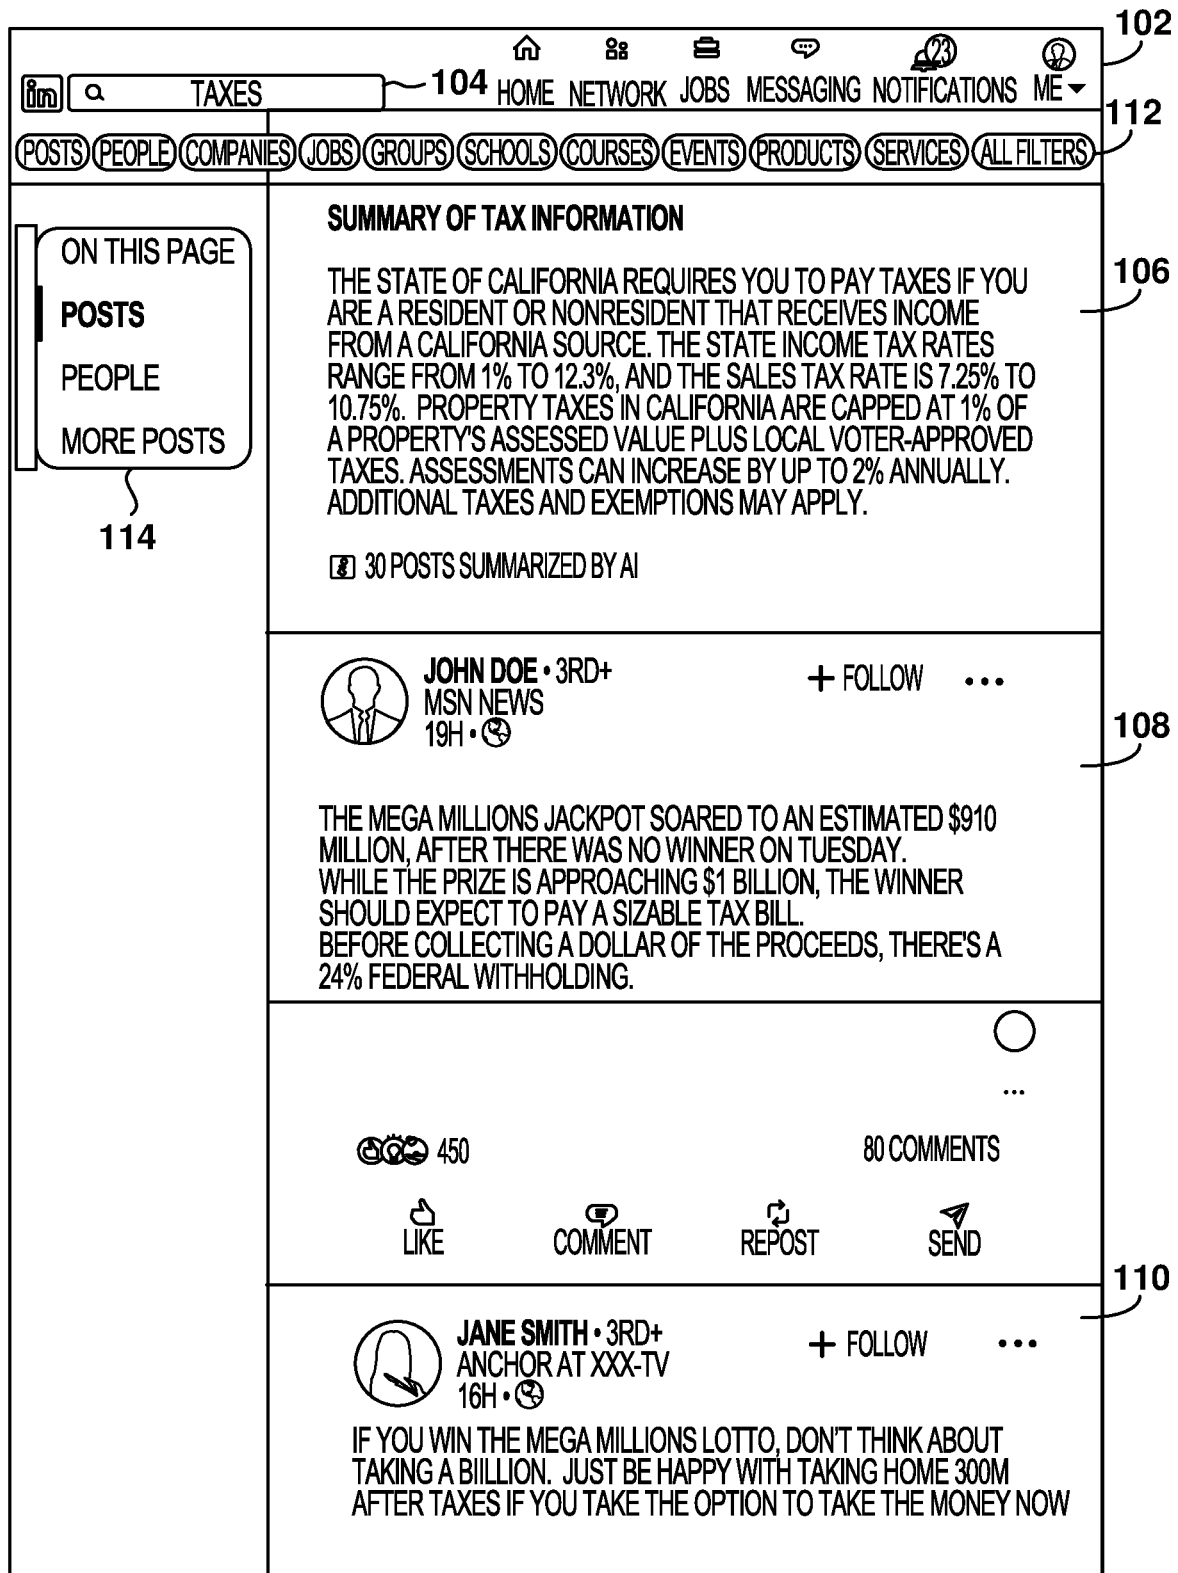 102
23
in TAXES 104 HOME NETWORK JOBS MESSAGING NOTIFICATIONS ME
112
POSTS PEOPLE COMPANIES JOBS GROUPS SCHOOLS COURSES EVENTS PRODUCTS SERVICES ALL FILTERS
ON THIS PAGE
POSTS
PEOPLE
MORE POSTS
114
SUMMARY OF TAX INFORMATION
106
THE STATE OF CALIFORNIA REQUIRES YOU TO PAY TAXES IF YOU
ARE A RESIDENT OR NONRESIDENT THAT RECEIVES INCOME
FROM A CALIFORNIA SOURCE. THE STATE INCOME TAX RATES
RANGE FROM 1% TO 12.3%, AND THE SALES TAX RATE IS 7.25% TO
10.75%. PROPERTY TAXES IN CALIFORNIA ARE CAPPED AT 1% OF
A PROPERTY'S ASSESSED VALUE PLUS LOCAL VOTER-APPROVED
TAXES. ASSESSMENTS CAN INCREASE BY UP TO 2% ANNUALLY.
ADDITIONAL TAXES AND EXEMPTIONS MAY APPLY.
30 POSTS SUMMARIZED BY AI
JOHN DOE • 3RD+ + FOLLOW •••
MSN NEWS
19H •
108
THE MEGA MILLIONS JACKPOT SOARED TO AN ESTIMATED $910
MILLION, AFTER THERE WAS NO WINNER ON TUESDAY.
WHILE THE PRIZE IS APPROACHING $1 BILLION, THE WINNER
SHOULD EXPECT TO PAY A SIZABLE TAX BILL.
BEFORE COLLECTING A DOLLAR OF THE PROCEEDS, THERE'S A
24% FEDERAL WITHHOLDING.
...
450 80 COMMENTS
LIKE COMMENT REPOST SEND
110
JANE SMITH • 3RD+ + FOLLOW •••
ANCHOR AT XXX-TV
16H •
IF YOU WIN THE MEGA MILLIONS LOTTO, DON'T THINK ABOUT
TAKING A BIILLION. JUST BE HAPPY WITH TAKING HOME 300M
AFTER TAXES IF YOU TAKE THE OPTION TO TAKE THE MONEY NOW